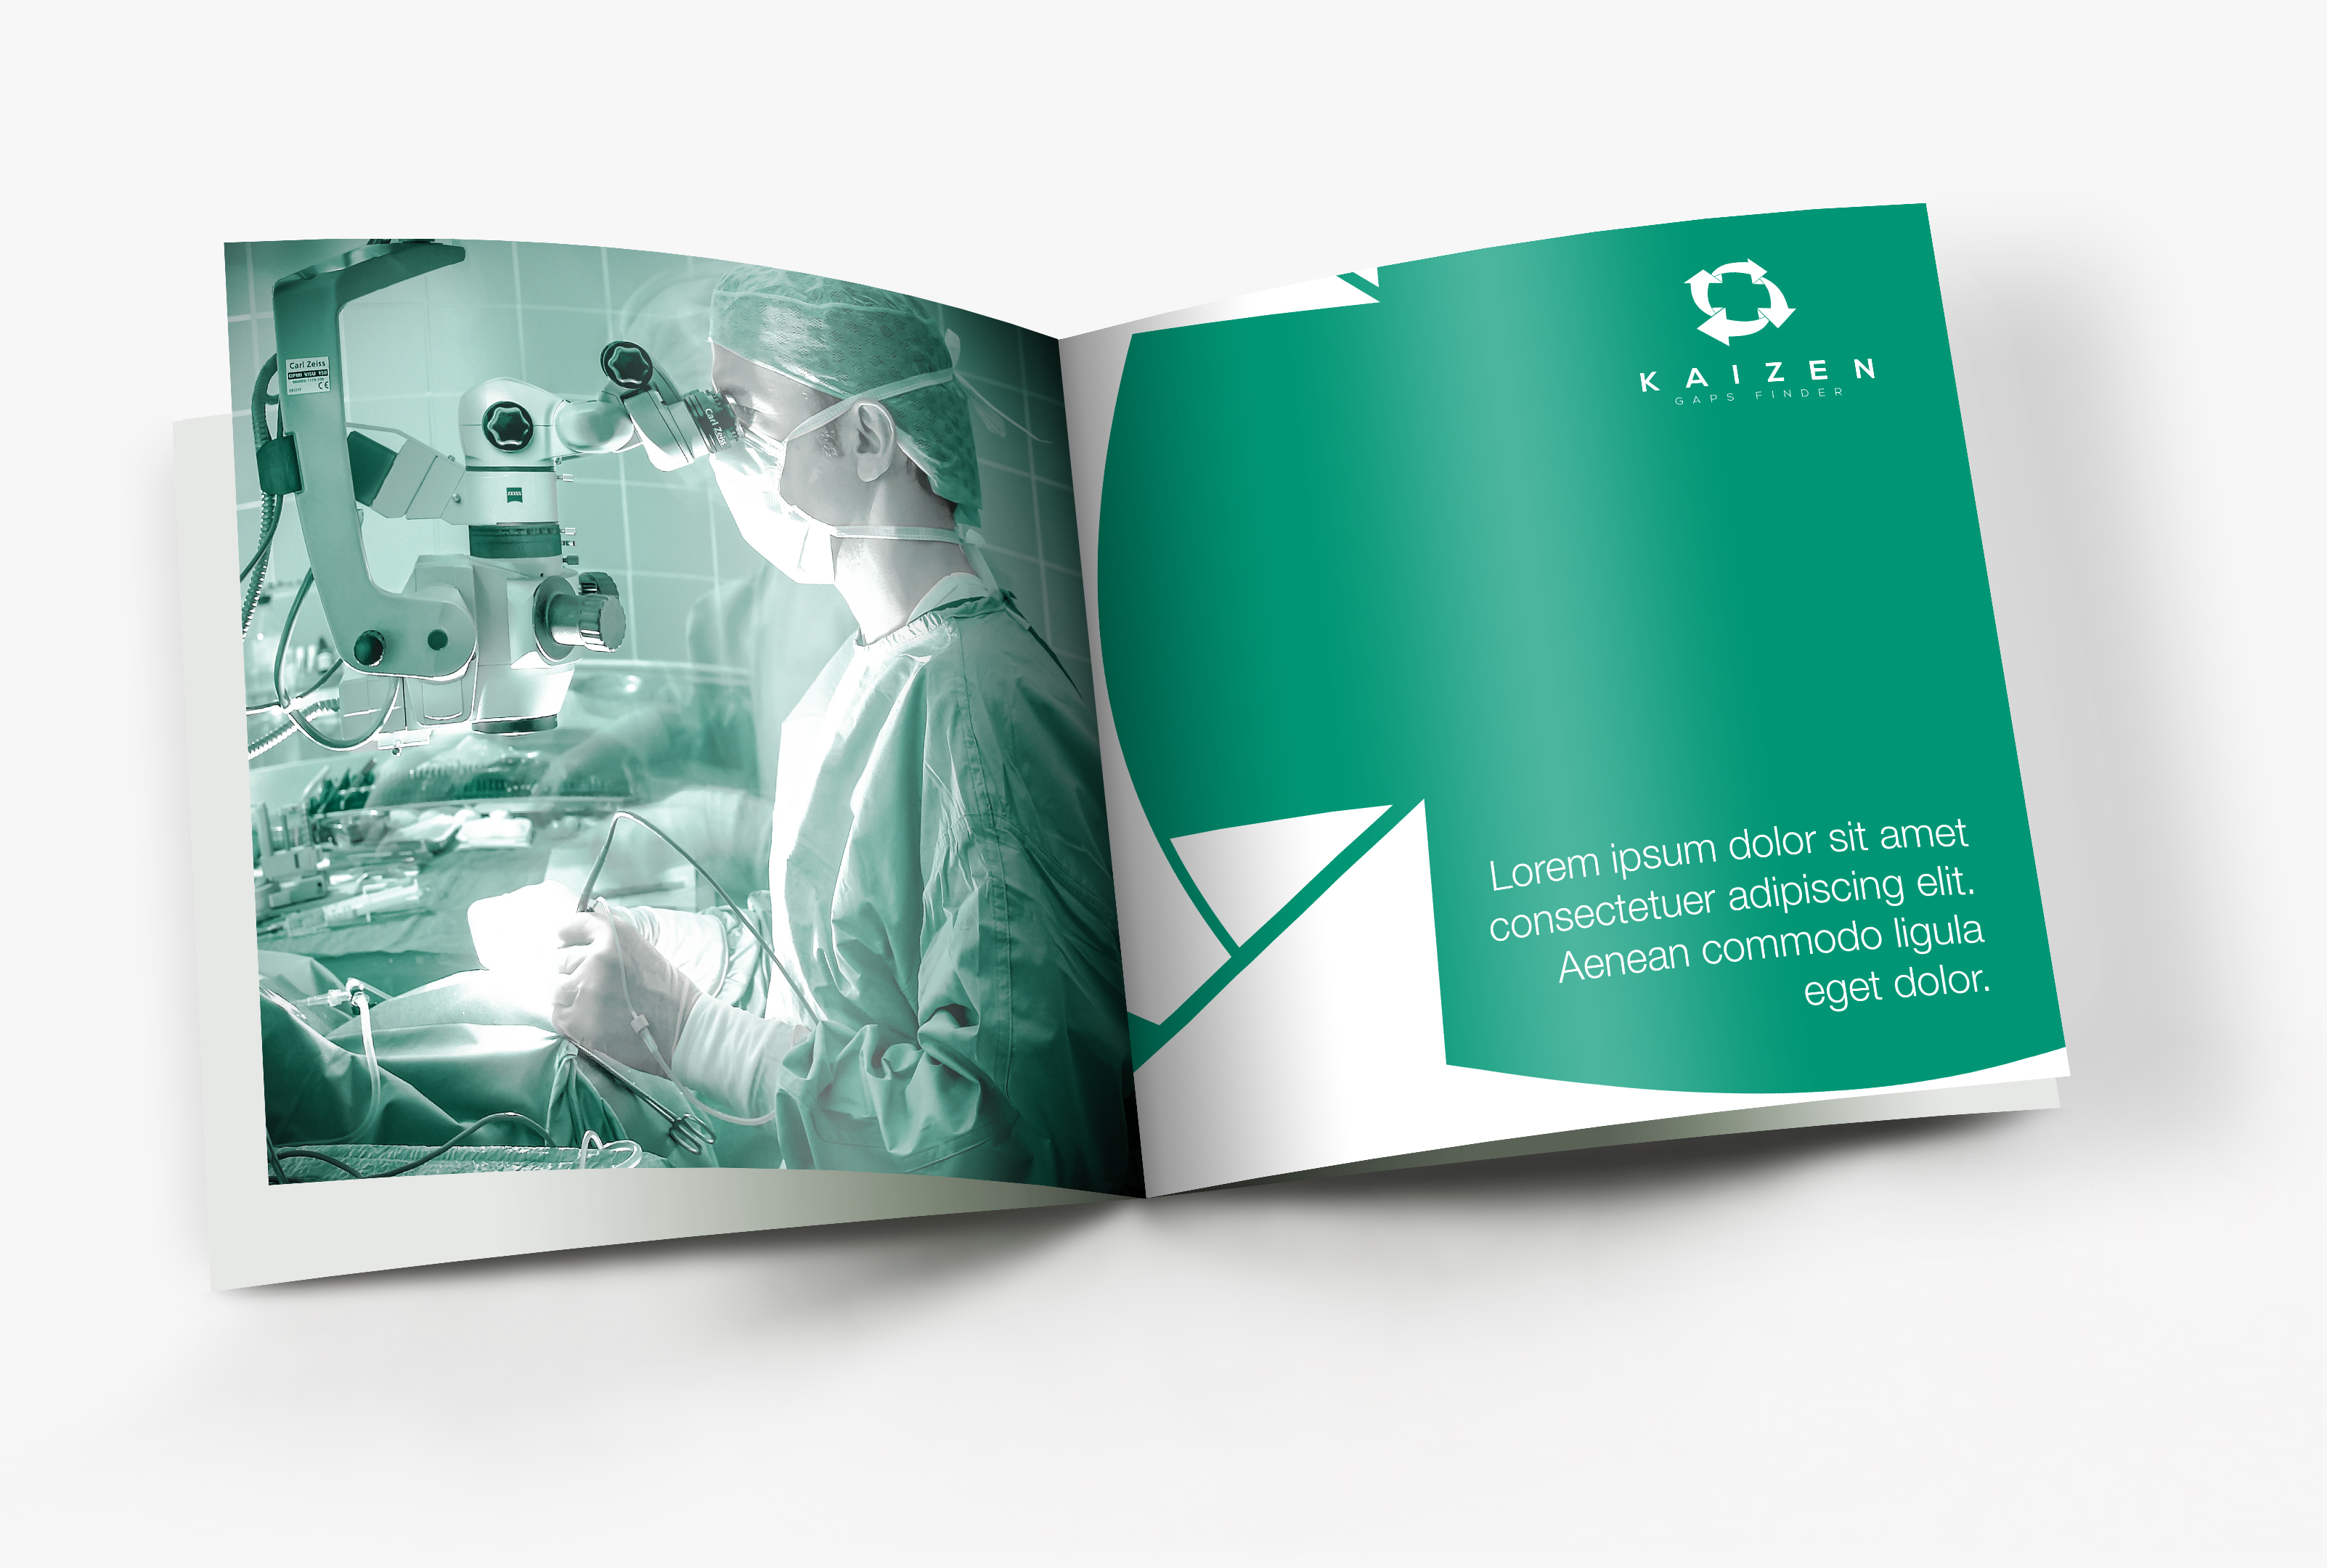 Carl Zeiss
OPMI VISU 150
CE
Carl Zeiss
ZEISS
KAIZEN
GAPS FINDER
Lorem ipsum dolor sit amet
consectetuer adipiscing elit.
Aenean commodo ligula
eget dolor.